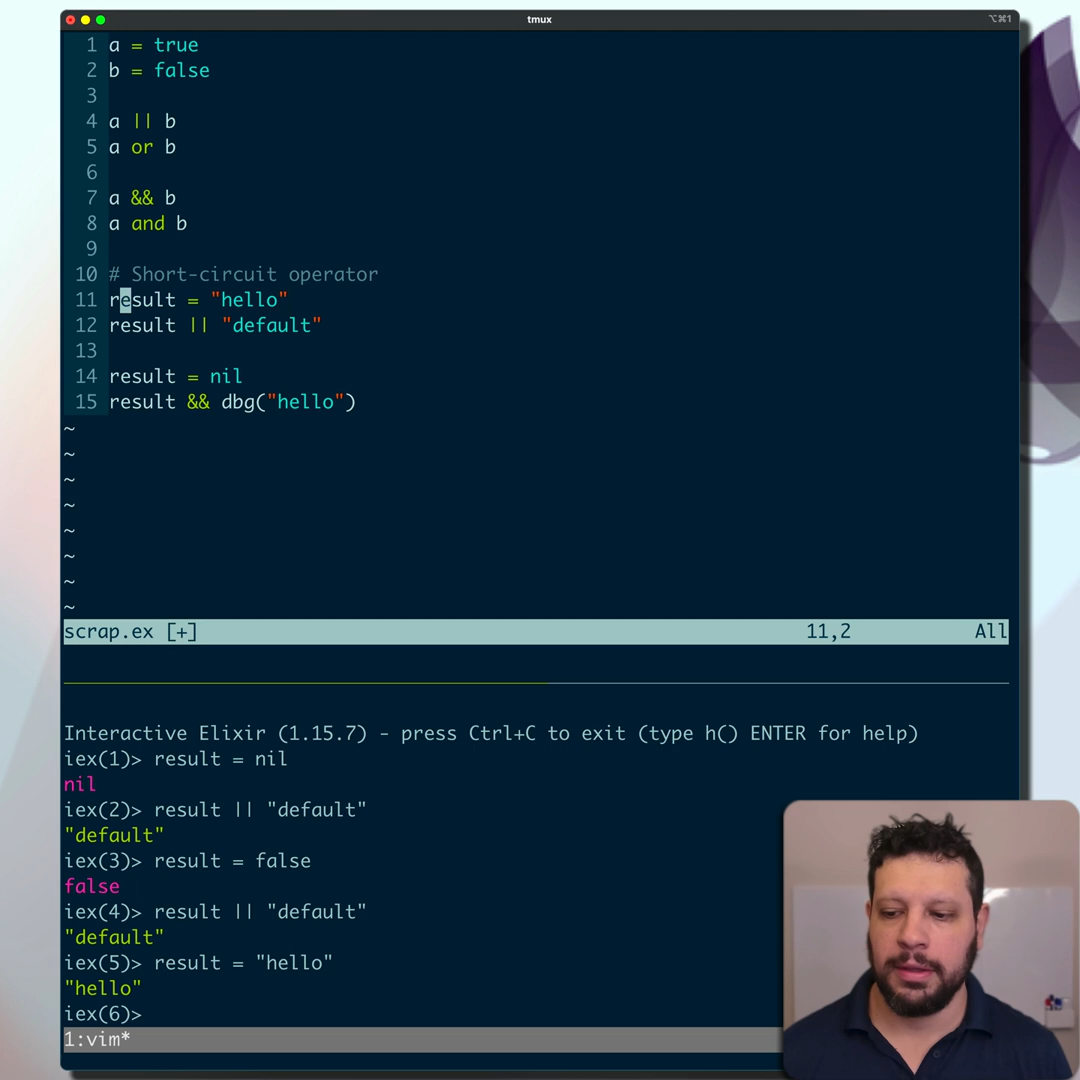 tmux
⌥⌘1
1 a = true
2 b = false
3
4 a || b
5 a or b
6
7 a && b
8 a and b
9
10 # Short-circuit operator
11 result = "hello"
12 result || "default"
13
14 result = nil
15 result && dbg("hello")
~
~
~
~
~
~
~
~
scrap.ex [+] 11,2 All
Interactive Elixir (1.15.7) - press Ctrl+C to exit (type h() ENTER for help)
iex(1)> result = nil
nil
iex(2)> result || "default"
"default"
iex(3)> result = false
false
iex(4)> result || "default"
"default"
iex(5)> result = "hello"
"hello"
iex(6)>
1:vim*